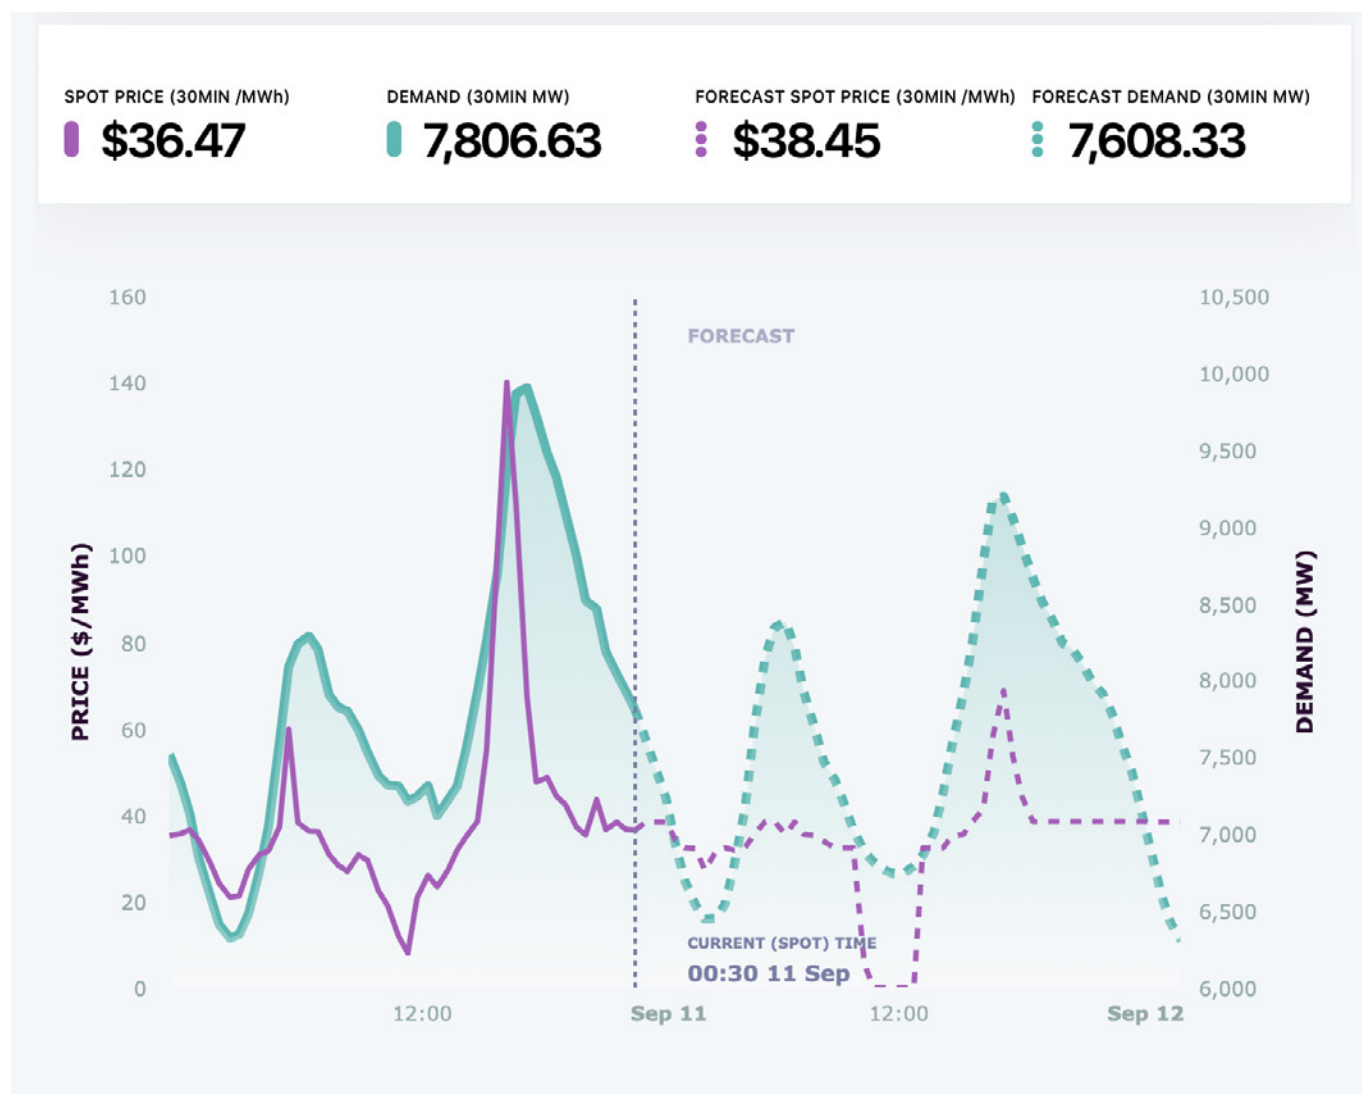 SPOT PRICE (30MIN /MWh)
$36.47
DEMAND (30MIN MW)
7,806.63
FORECAST SPOT PRICE (30MIN /MWh)
$38.45
FORECAST DEMAND (30MIN MW)
7,608.33
PRICE ($/MWh)
160
140
120
100
80
60
40
20
0
FORECAST
CURRENT (SPOT) TIME
00:30 11 Sep
10,500
10,000
9,500
9,000
8,500
8,000
7,500
7,000
6,500
6,000
DEMAND (MW)
12:00
Sep 11
12:00
Sep 12